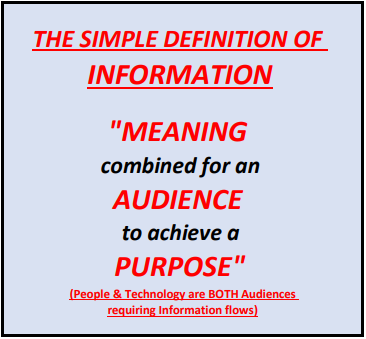 THE SIMPLE DEFINITION OF
INFORMATION
"MEANING
combined for an
AUDIENCE
to achieve a
PURPOSE"
(People & Technology are BOTH Audiences
requiring Information flows)